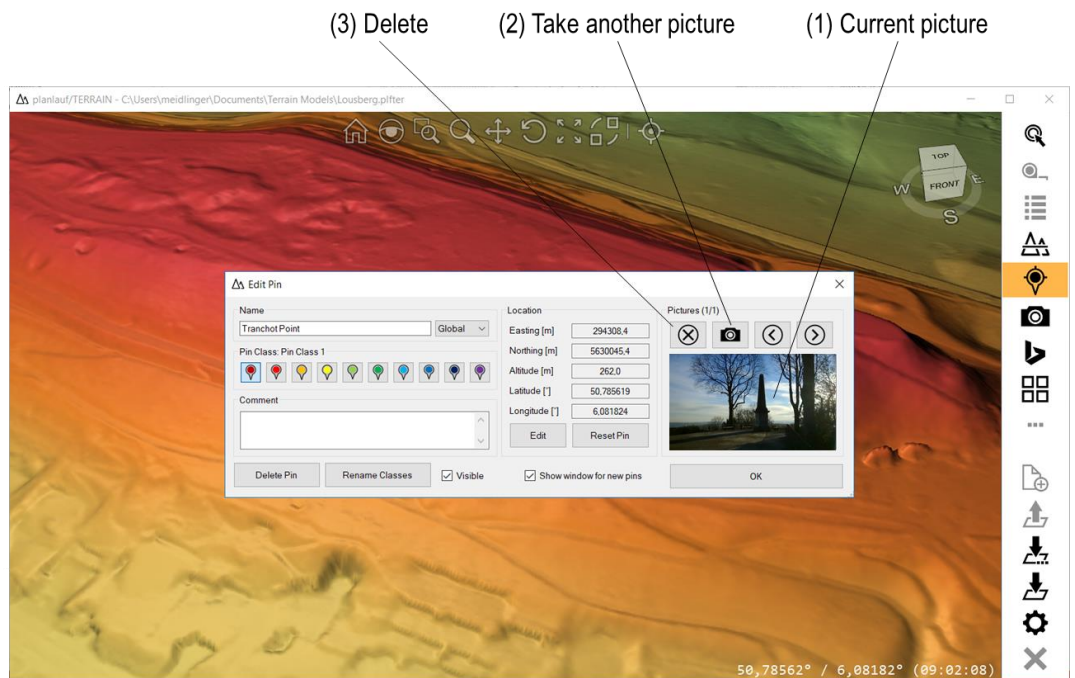 (3) Delete (2) Take another picture (1) Current picture
planlauf/TERRAIN - C:\Users\meidlinger\Documents\Terrain Models\Lousberg.plfter
TOP
FRONT
W E
S
Edit Pin
Name
Tranchot Point Global
Pin Class: Pin Class 1
Comment
Location
Easting [m] 294308,4
Northing [m] 5630045,4
Altitude [m] 262,0
Latitude [°] 50,785619
Longitude [°] 6,081824
Edit Reset Pin
Pictures (1/1)
Delete Pin Rename Classes Visible Show window for new pins OK
50,78562° / 6,08182° (09:02:08)